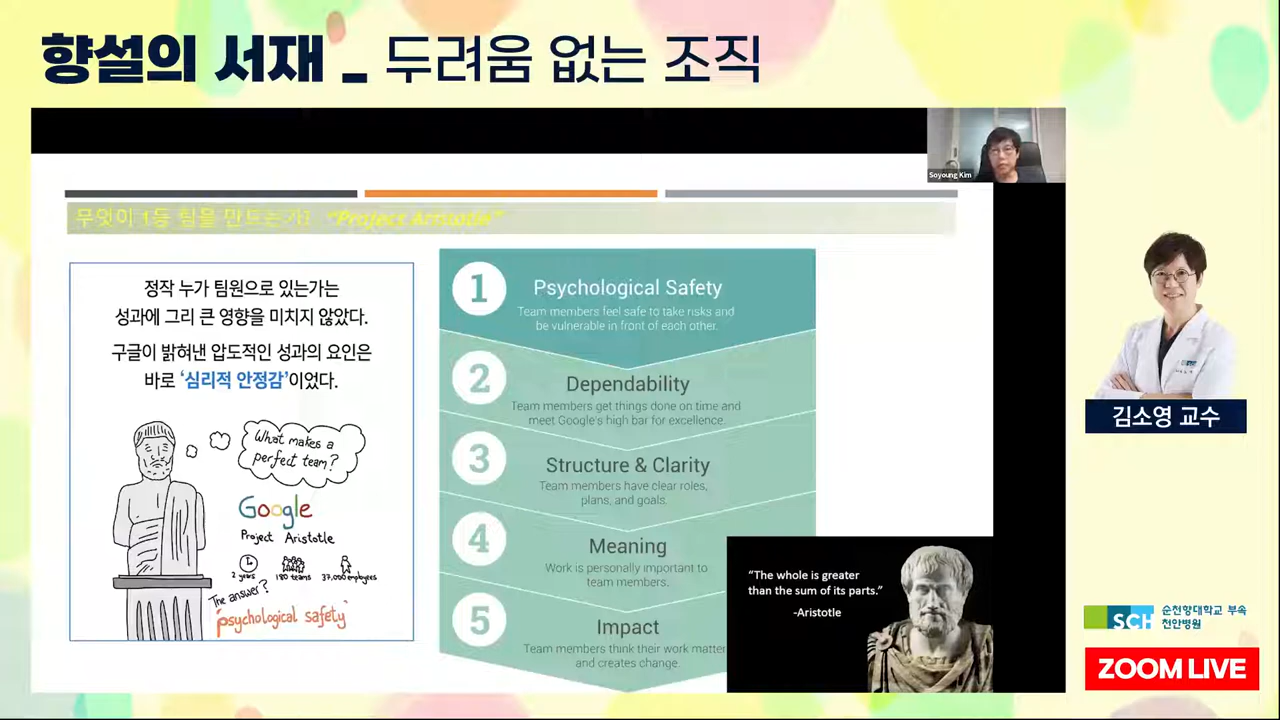 향설의 서재 _ 두려움 없는 조직
Soyoung Kim
무엇이 1등 팀을 만드는가? "Project Aristotle"
정작 누가 팀원으로 있는가는
성과에 그리 큰 영향을 미치지 않았다.
구글이 밝혀낸 압도적인 성과의 요인은
바로 '심리적 안정감'이었다.
What makes a
perfect team?
Google
Project Aristotle
2 years 180 teams 37,000 employees
The answer?
"psychological safety"
1
Psychological Safety
Team members feel safe to take risks and
be vulnerable in front of each other.
2
Dependability
Team members get things done on time and
meet Google's high bar for excellence.
3
Structure & Clarity
Team members have clear roles,
plans, and goals.
4
Meaning
Work is personally important to
team members.
5
Impact
Team members think their work matter
and creates change.
"The whole is greater
than the sum of its parts."
-Aristotle
김소영 교수
SCH 순천향대학교 부속
천안병원
ZOOM LIVE